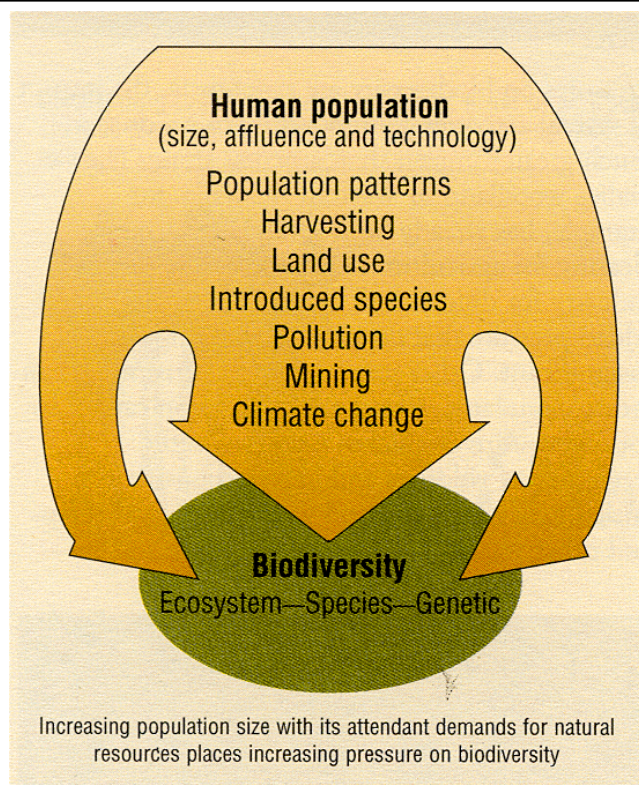 Human population
(size, affluence and technology)
Population patterns
Harvesting
Land use
Introduced species
Pollution
Mining
Climate change
Biodiversity
Ecosystem—Species—Genetic
Increasing population size with its attendant demands for natural
resources places increasing pressure on biodiversity